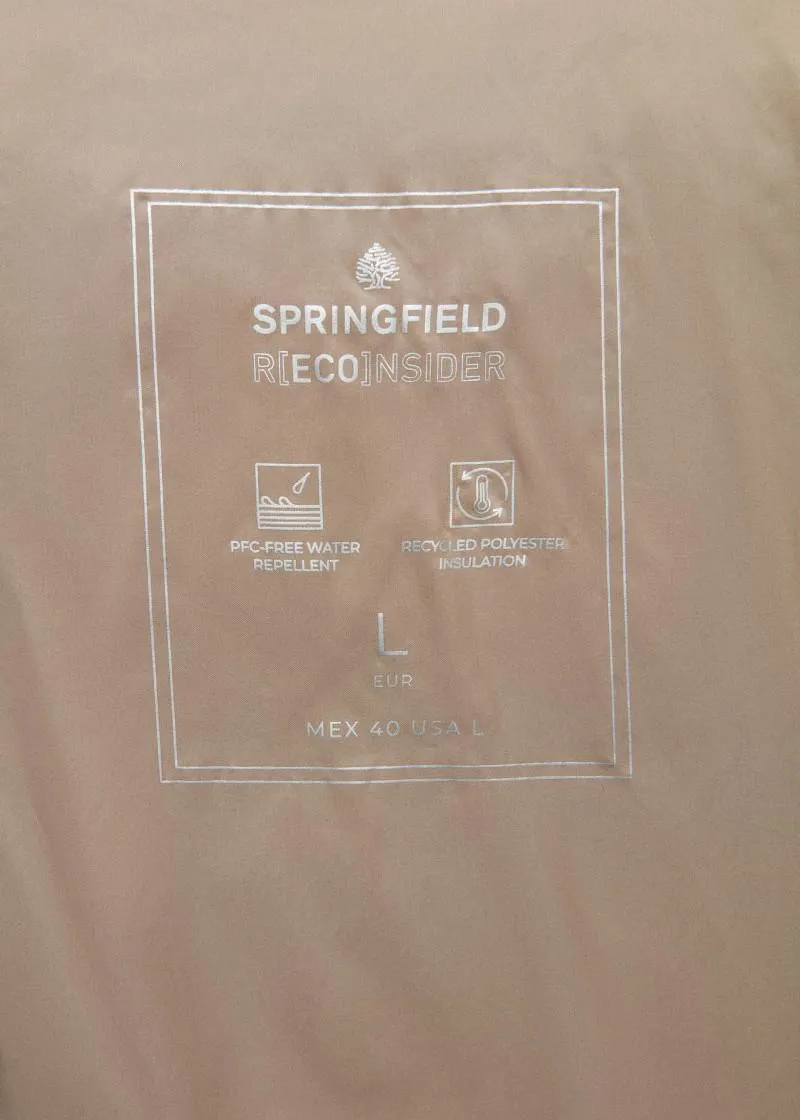 SPRINGFIELD
R[ECO]NSIDER
PFC-FREE WATER
REPELLENT
RECYCLED POLYESTER
INSULATION
L
EUR
MEX 40 USA L